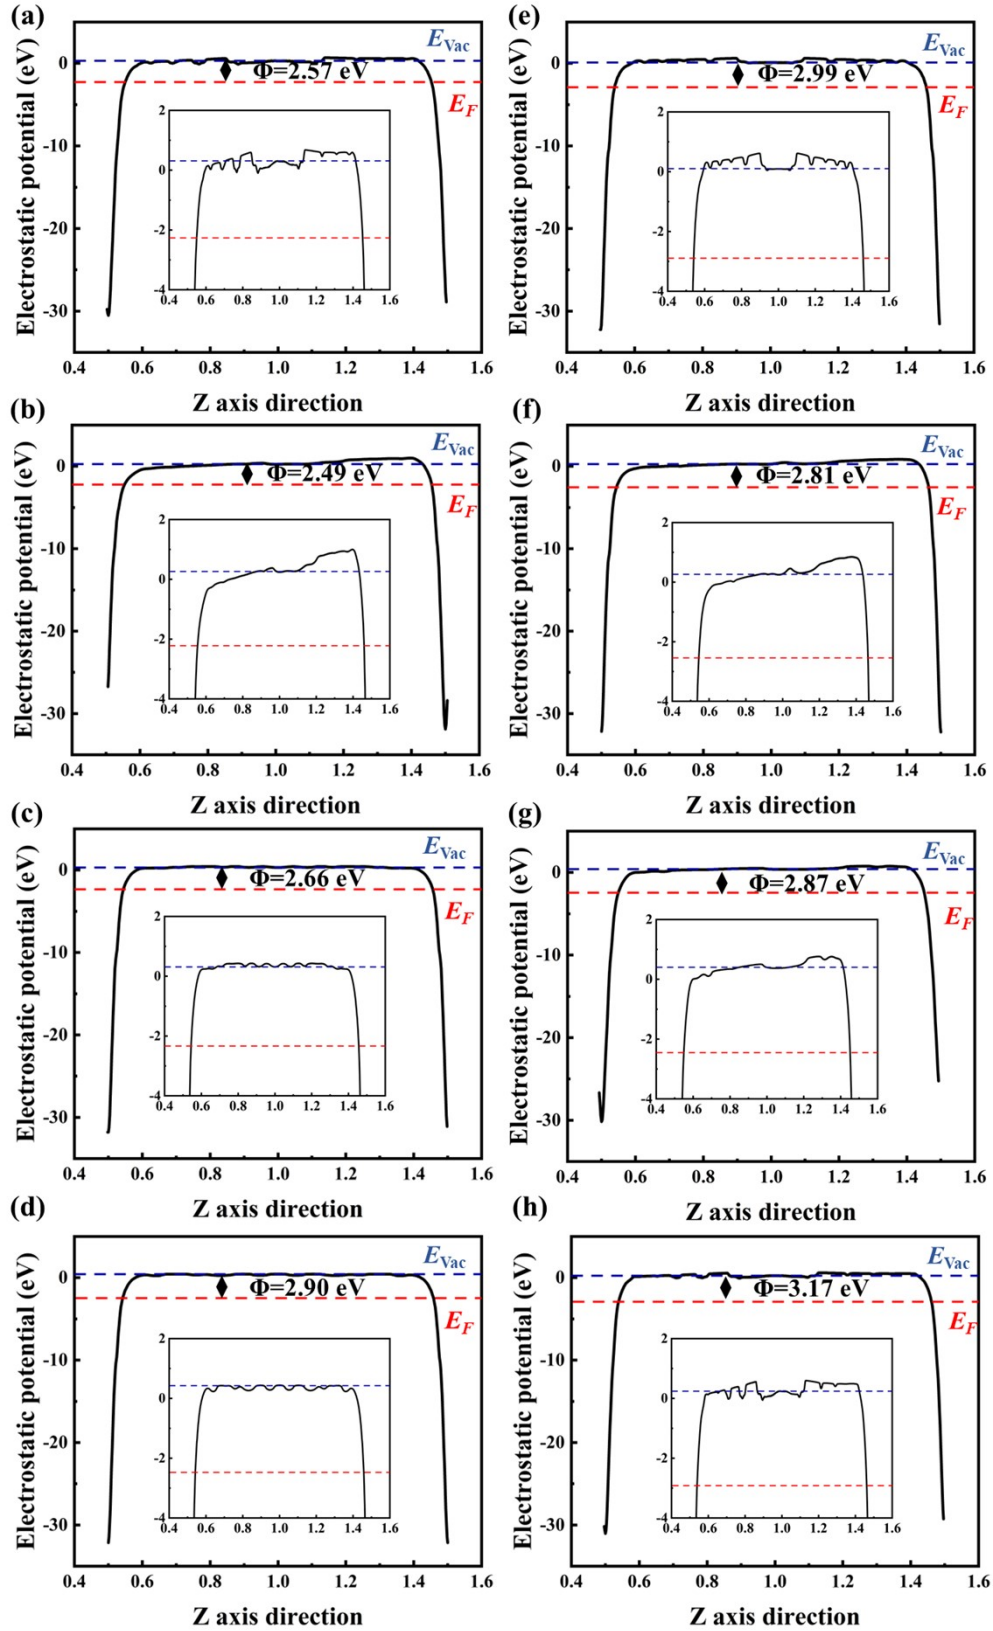 (a)
Electrostatic potential (eV)
0
-10
-20
-30
E_Vac
Φ=2.57 eV
E_F
2
0
-2
-4
0.4 0.6 0.8 1.0 1.2 1.4 1.6
0.4 0.6 0.8 1.0 1.2 1.4 1.6
Z axis direction
(e)
Electrostatic potential (eV)
0
-10
-20
-30
E_Vac
Φ=2.99 eV
E_F
2
0
-2
-4
0.4 0.6 0.8 1.0 1.2 1.4 1.6
0.4 0.6 0.8 1.0 1.2 1.4 1.6
Z axis direction
(b)
Electrostatic potential (eV)
0
-10
-20
-30
E_Vac
Φ=2.49 eV
E_F
2
0
-2
-4
0.4 0.6 0.8 1.0 1.2 1.4 1.6
0.4 0.6 0.8 1.0 1.2 1.4 1.6
Z axis direction
(f)
Electrostatic potential (eV)
0
-10
-20
-30
E_Vac
Φ=2.81 eV
E_F
2
0
-2
-4
0.4 0.6 0.8 1.0 1.2 1.4 1.6
0.4 0.6 0.8 1.0 1.2 1.4 1.6
Z axis direction
(c)
Electrostatic potential (eV)
0
-10
-20
-30
E_Vac
Φ=2.66 eV
E_F
2
0
-2
-4
0.4 0.6 0.8 1.0 1.2 1.4 1.6
0.4 0.6 0.8 1.0 1.2 1.4 1.6
Z axis direction
(g)
Electrostatic potential (eV)
0
-10
-20
-30
E_Vac
Φ=2.87 eV
E_F
2
0
-2
-4
0.4 0.6 0.8 1.0 1.2 1.4 1.6
0.4 0.6 0.8 1.0 1.2 1.4 1.6
Z axis direction
(d)
Electrostatic potential (eV)
0
-10
-20
-30
E_Vac
Φ=2.90 eV
E_F
2
0
-2
-4
0.4 0.6 0.8 1.0 1.2 1.4 1.6
0.4 0.6 0.8 1.0 1.2 1.4 1.6
Z axis direction
(h)
Electrostatic potential (eV)
0
-10
-20
-30
E_Vac
Φ=3.17 eV
E_F
2
0
-2
-4
0.4 0.6 0.8 1.0 1.2 1.4 1.6
0.4 0.6 0.8 1.0 1.2 1.4 1.6
Z axis direction